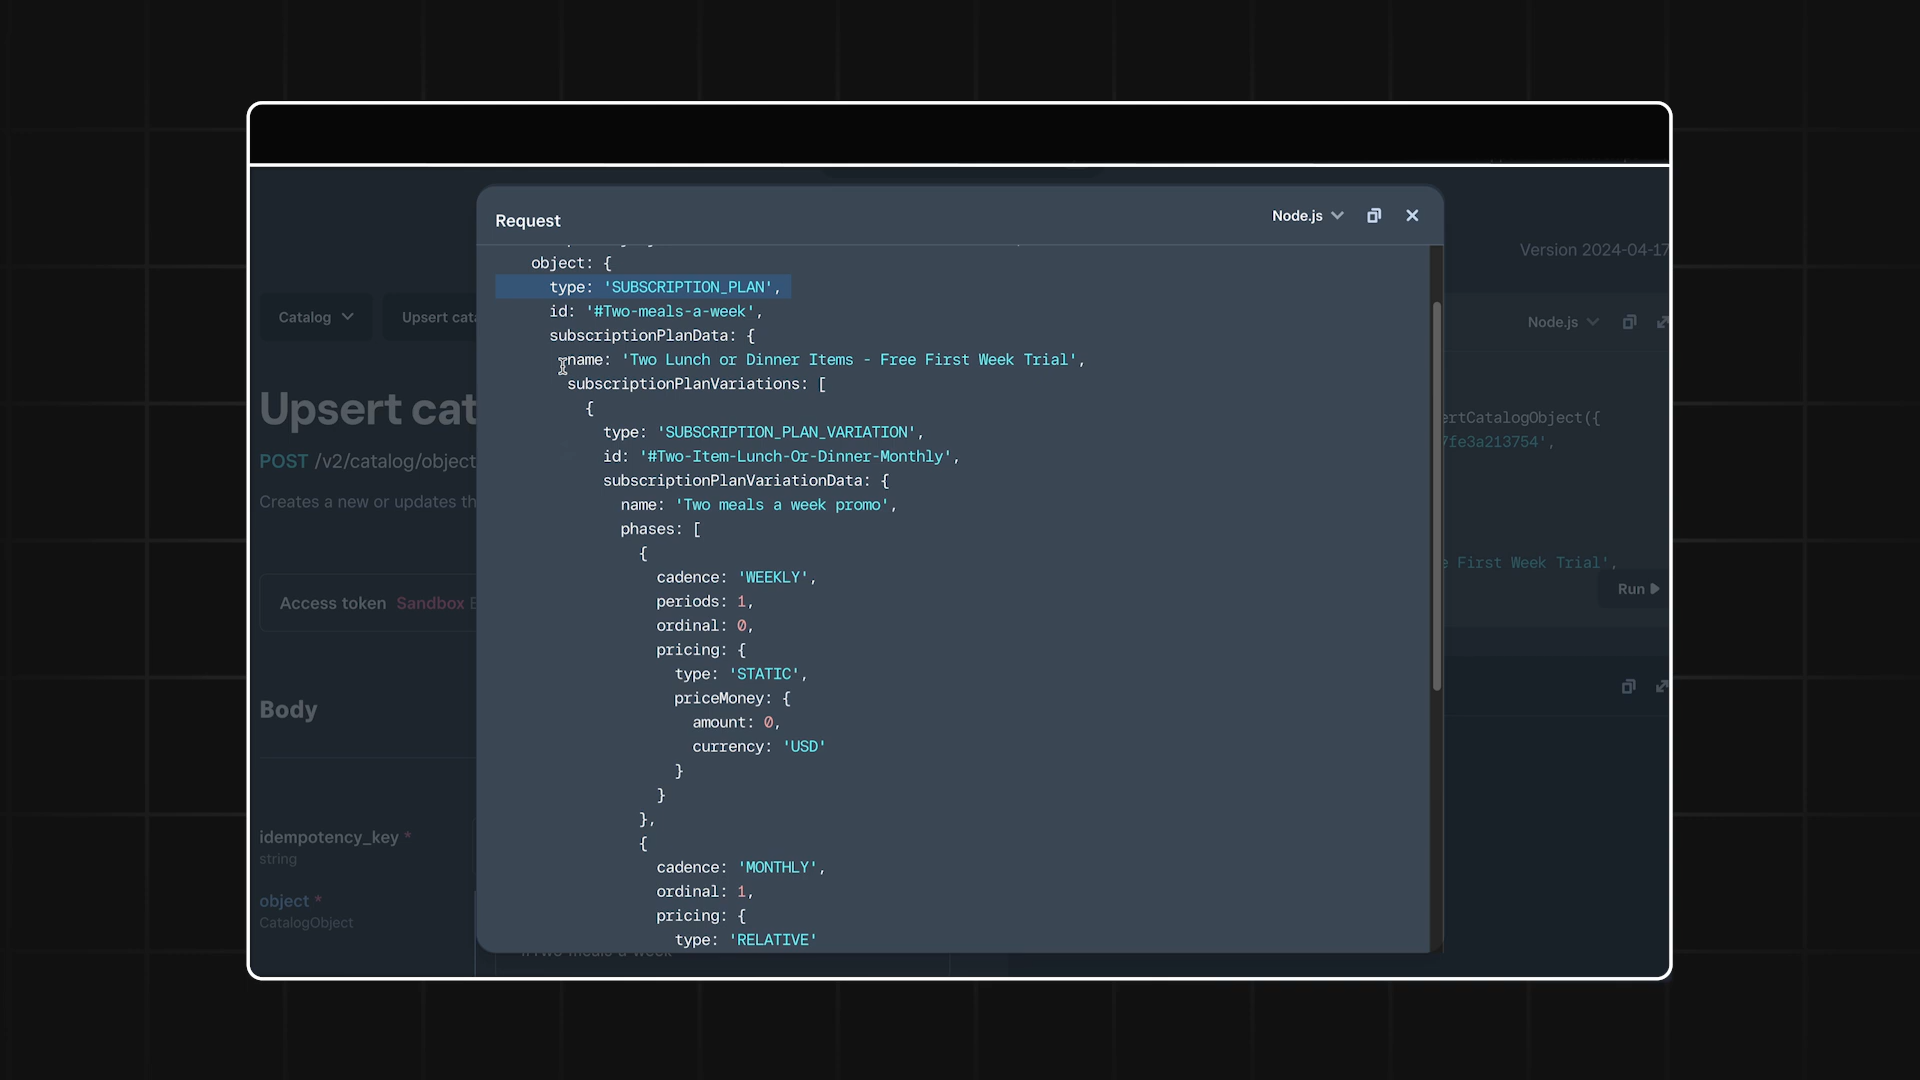 Request
Node.js
object: {
type: 'SUBSCRIPTION_PLAN',
id: '#Two-meals-a-week',
subscriptionPlanData: {
name: 'Two Lunch or Dinner Items - Free First Week Trial',
subscriptionPlanVariations: [
{
type: 'SUBSCRIPTION_PLAN_VARIATION',
id: '#Two-Item-Lunch-Or-Dinner-Monthly',
subscriptionPlanVariationData: {
name: 'Two meals a week promo',
phases: [
{
cadence: 'WEEKLY',
periods: 1,
ordinal: 0,
pricing: {
type: 'STATIC',
priceMoney: {
amount: 0,
currency: 'USD'
}
}
},
{
cadence: 'MONTHLY',
ordinal: 1,
pricing: {
type: 'RELATIVE'
Catalog
Upsert cat
Upsert cat
POST /v2/catalog/object
Creates a new or updates th
Access token Sandbox
Body
idempotency_key *
string
object *
CatalogObject
Version 2024-04-17
Node.js
ertCatalogObject({
7fe3a213754',
e First Week Trial',
Run